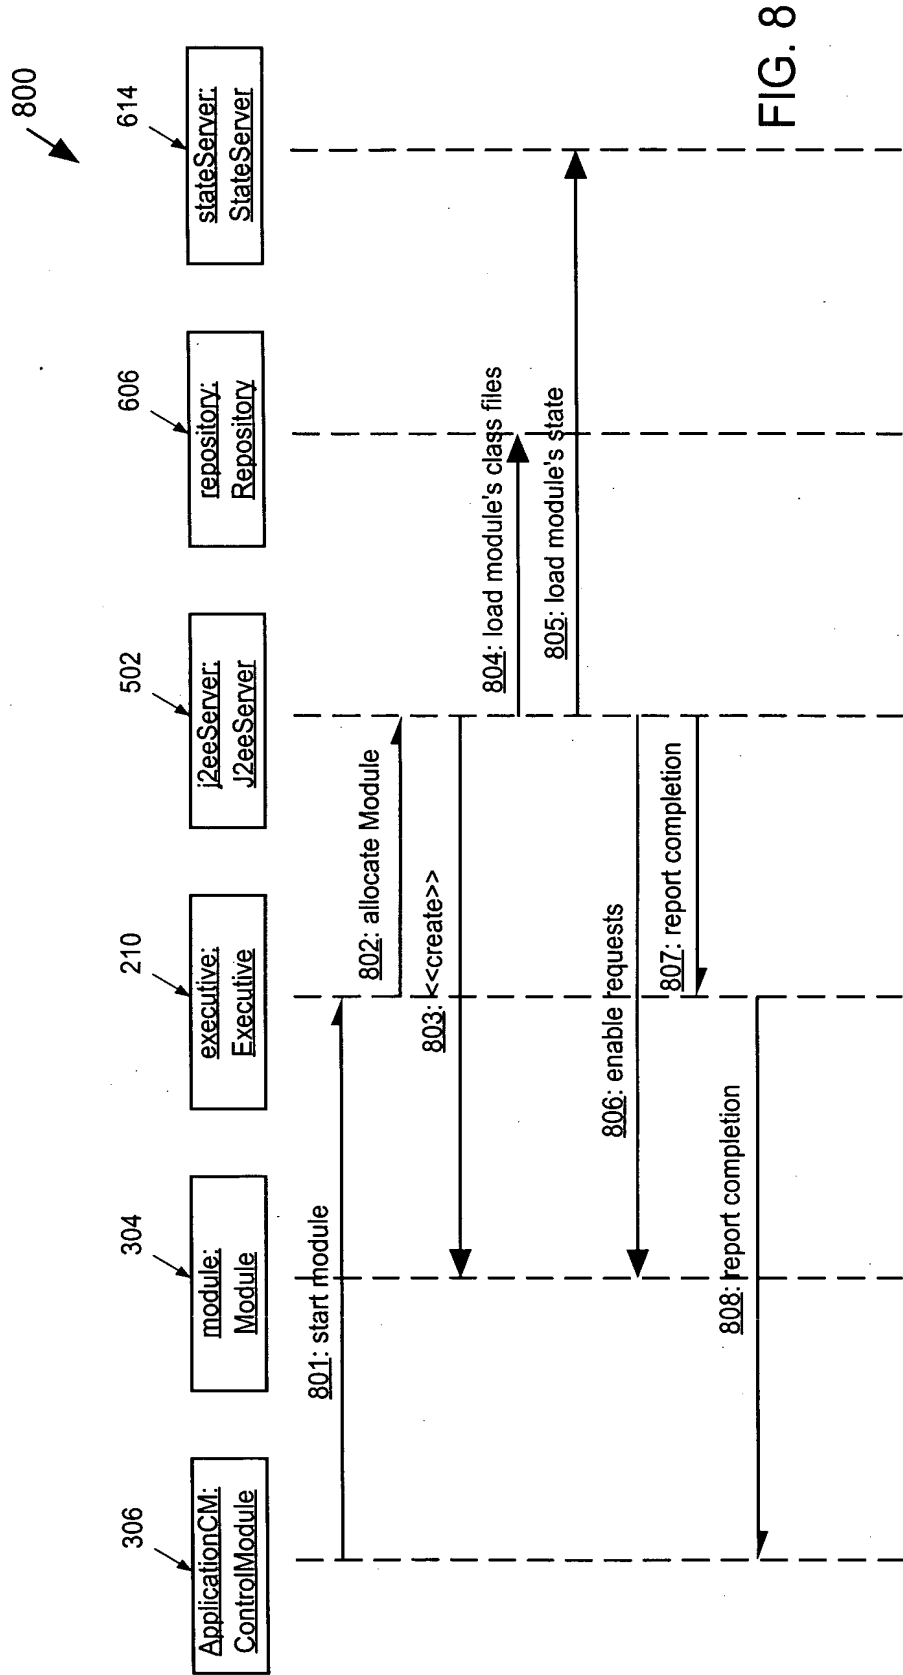 800
306
304
210
502
606
614
ApplicationCM:
ControlModule
module:
Module
executive:
Executive
j2eeServer:
J2eeServer
repository:
Repository
stateServer:
StateServer
801: start module
802: allocate Module
803: <<create>>
804: load module's class files
805: load module's state
806: enable requests
807: report completion
808: report completion
FIG. 8